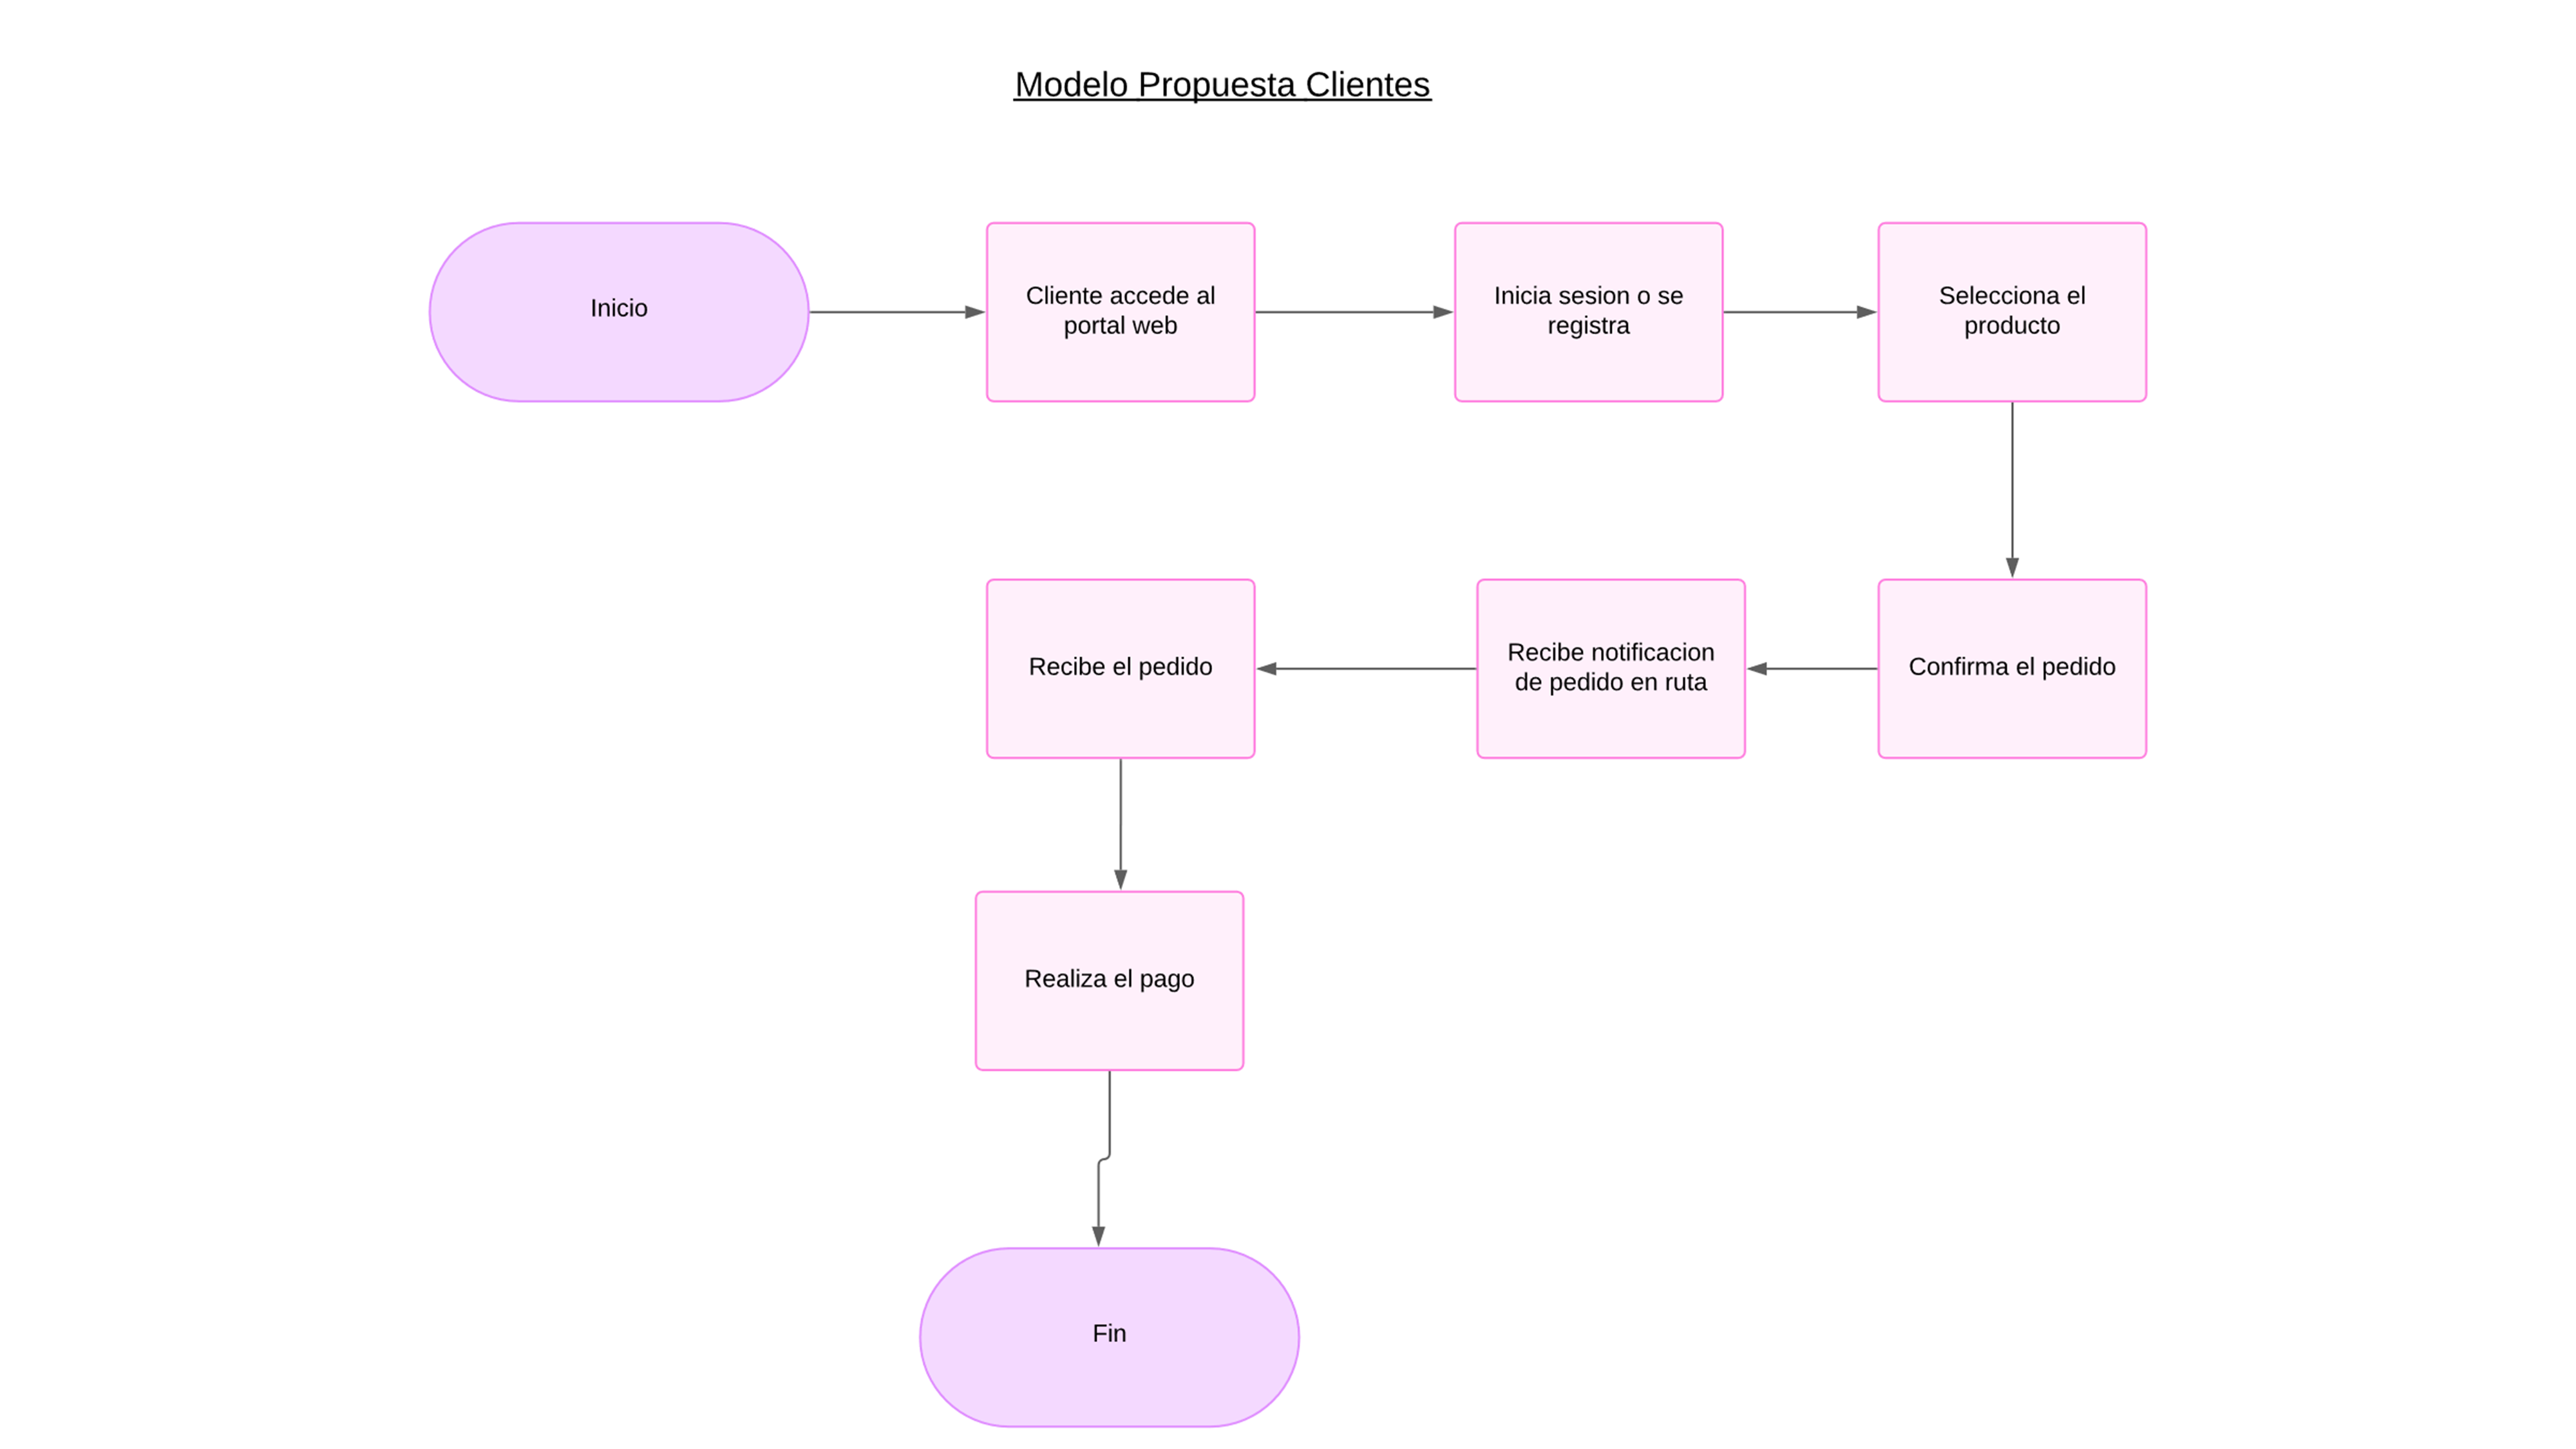 Modelo Propuesta Clientes
Inicio
Cliente accede al
portal web
Inicia sesion o se
registra
Selecciona el
producto
Confirma el pedido
Recibe notificacion
de pedido en ruta
Recibe el pedido
Realiza el pago
Fin